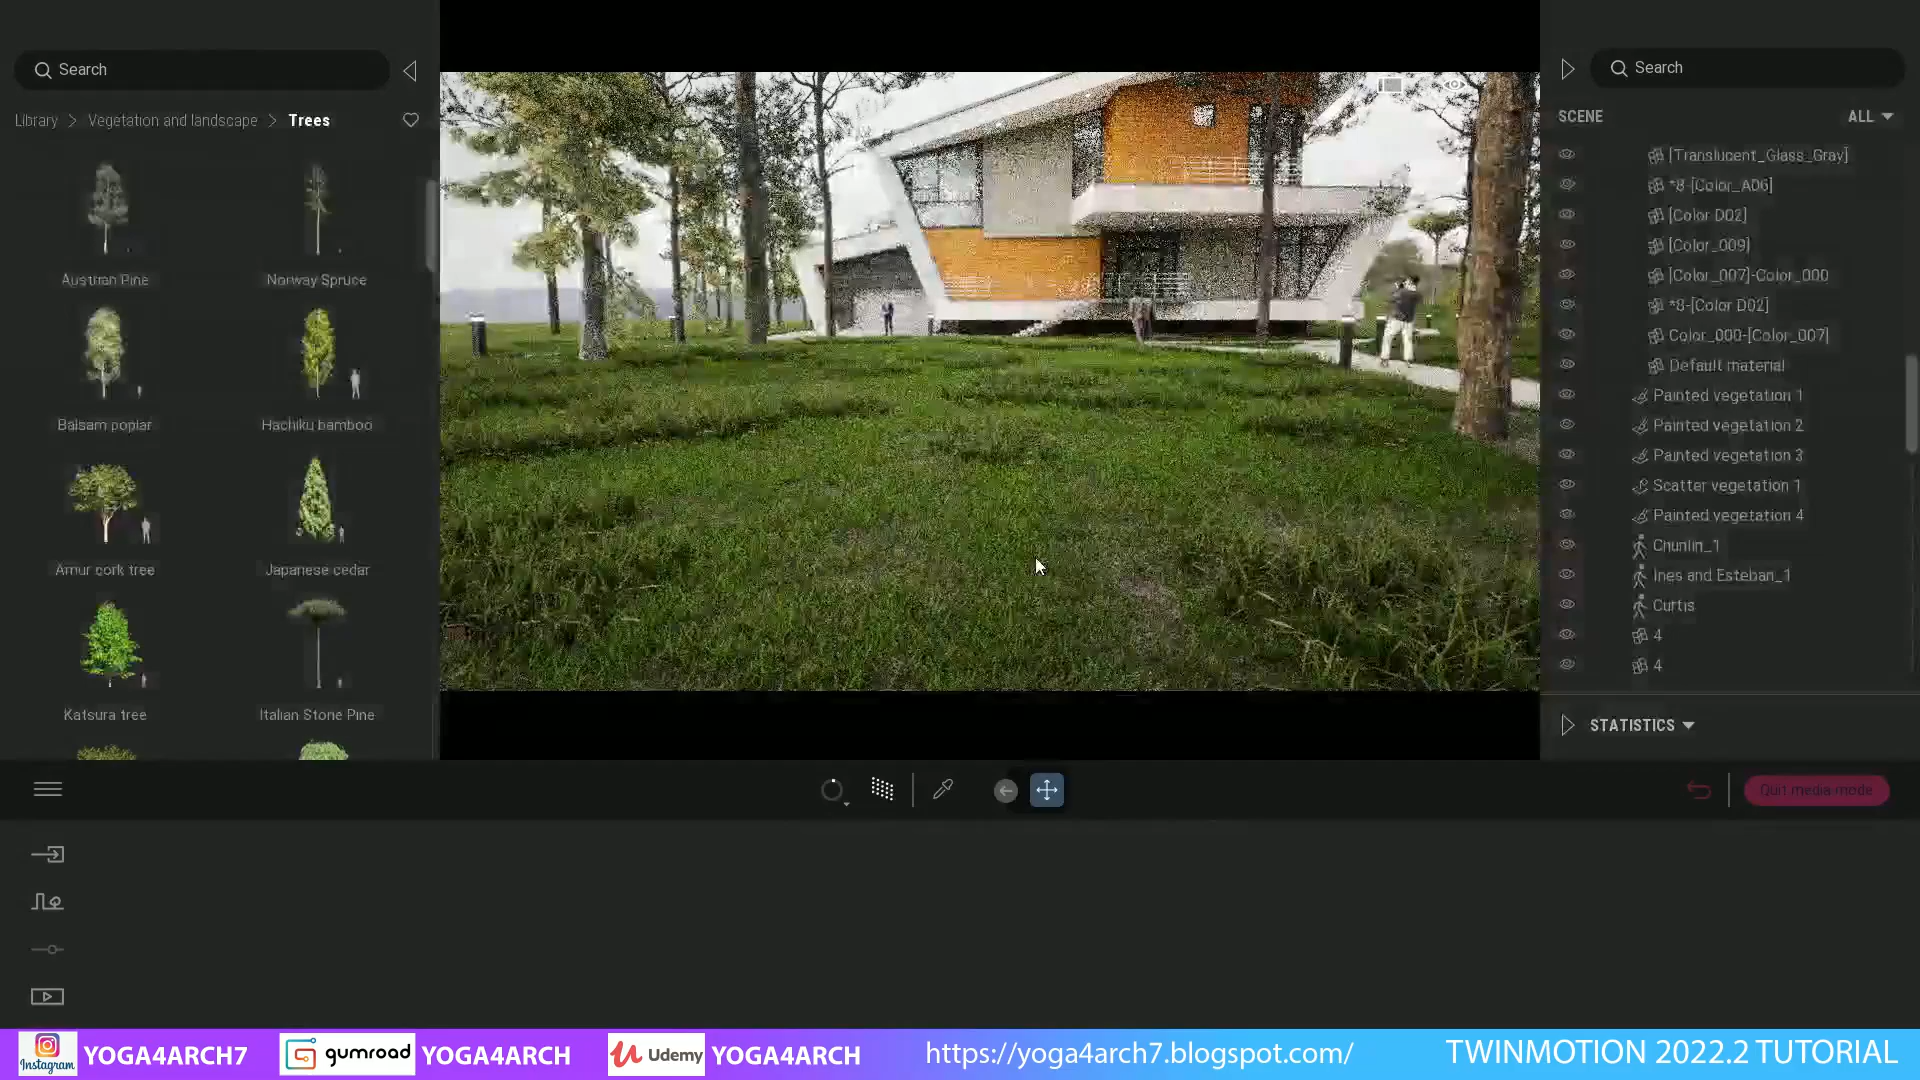 Search
Library > Vegetation and landscape > Trees
Austrian Pine
Norway Spruce
Balsam poplar
Hachiku bamboo
Amur cork tree
Japanese cedar
Katsura tree
Italian Stone Pine
Search
SCENE
ALL
[Translucent_Glass_Gray]
*8-[Color_A06]
[Color D02]
[Color_009]
[Color_007]-Color_000
*8-[Color D02]
Color_000-[Color_007]
Default material
Painted vegetation 1
Painted vegetation 2
Painted vegetation 3
Scatter vegetation 1
Painted vegetation 4
Chunlin_1
Ines and Esteban_1
Curtis
4
4
STATISTICS
Quit media mode
Instagram YOGA4ARCH7
gumroad YOGA4ARCH
Udemy YOGA4ARCH
https://yoga4arch7.blogspot.com/
TWINMOTION 2022.2 TUTORIAL